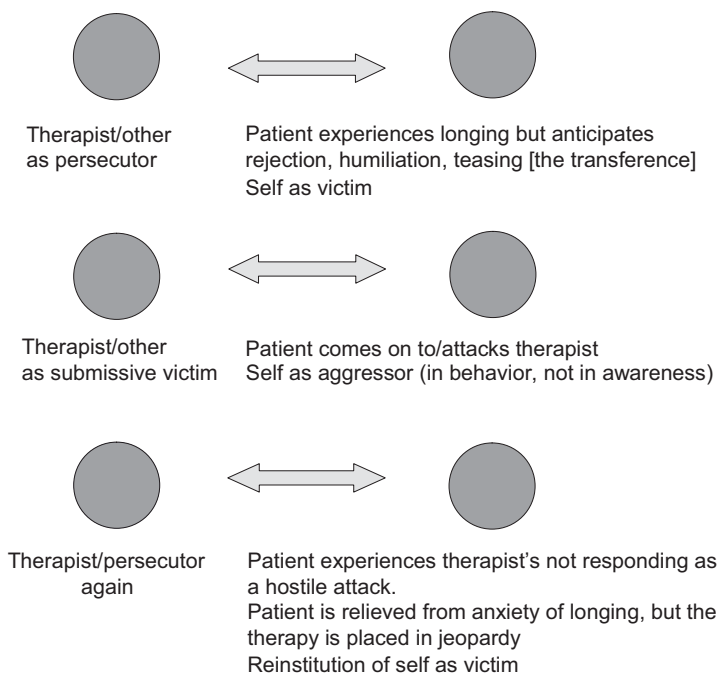 Therapist/other
as persecutor
Patient experiences longing but anticipates
rejection, humiliation, teasing [the transference]
Self as victim
Therapist/other
as submissive victim
Patient comes on to/attacks therapist
Self as aggressor (in behavior, not in awareness)
Therapist/persecutor
again
Patient experiences therapist's not responding as
a hostile attack.
Patient is relieved from anxiety of longing, but the
therapy is placed in jeopardy
Reinstitution of self as victim